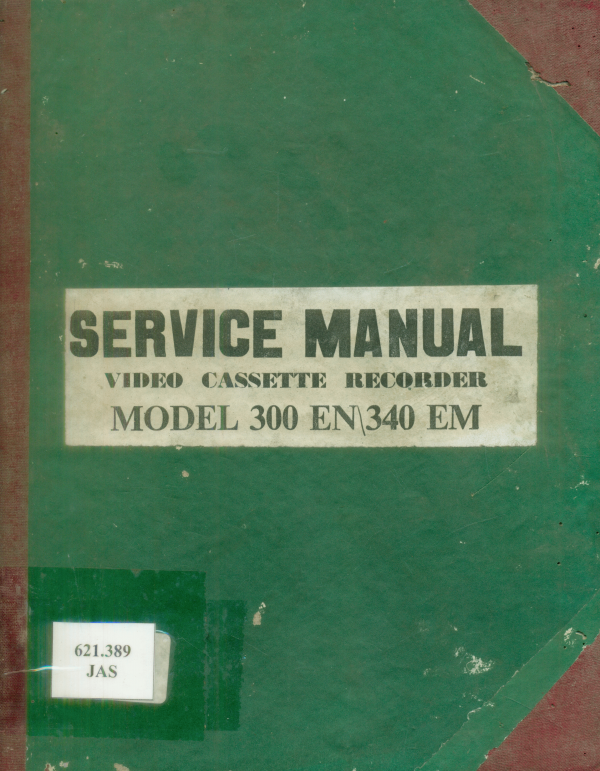 SERVICE MANUAL
VIDEO CASSETTE RECORDER
MODEL 300 EN\340 EM
621.389
JAS